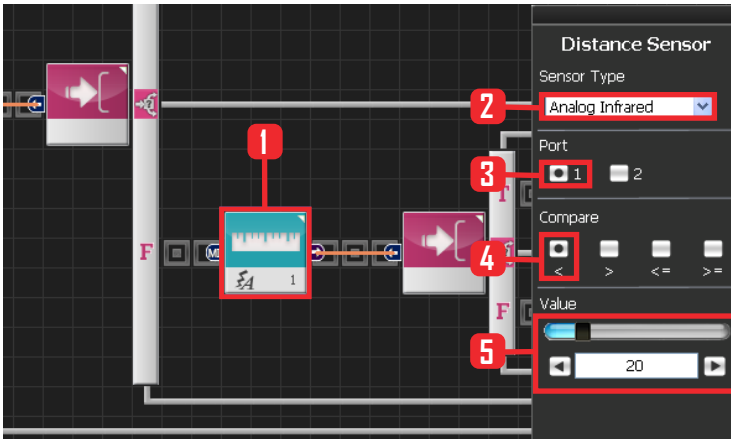 Distance Sensor
Sensor Type
2
Analog Infrared
1
Port
3
1 2
T
Compare
F
4
< > <= >=
A 1
Value
F
5
20